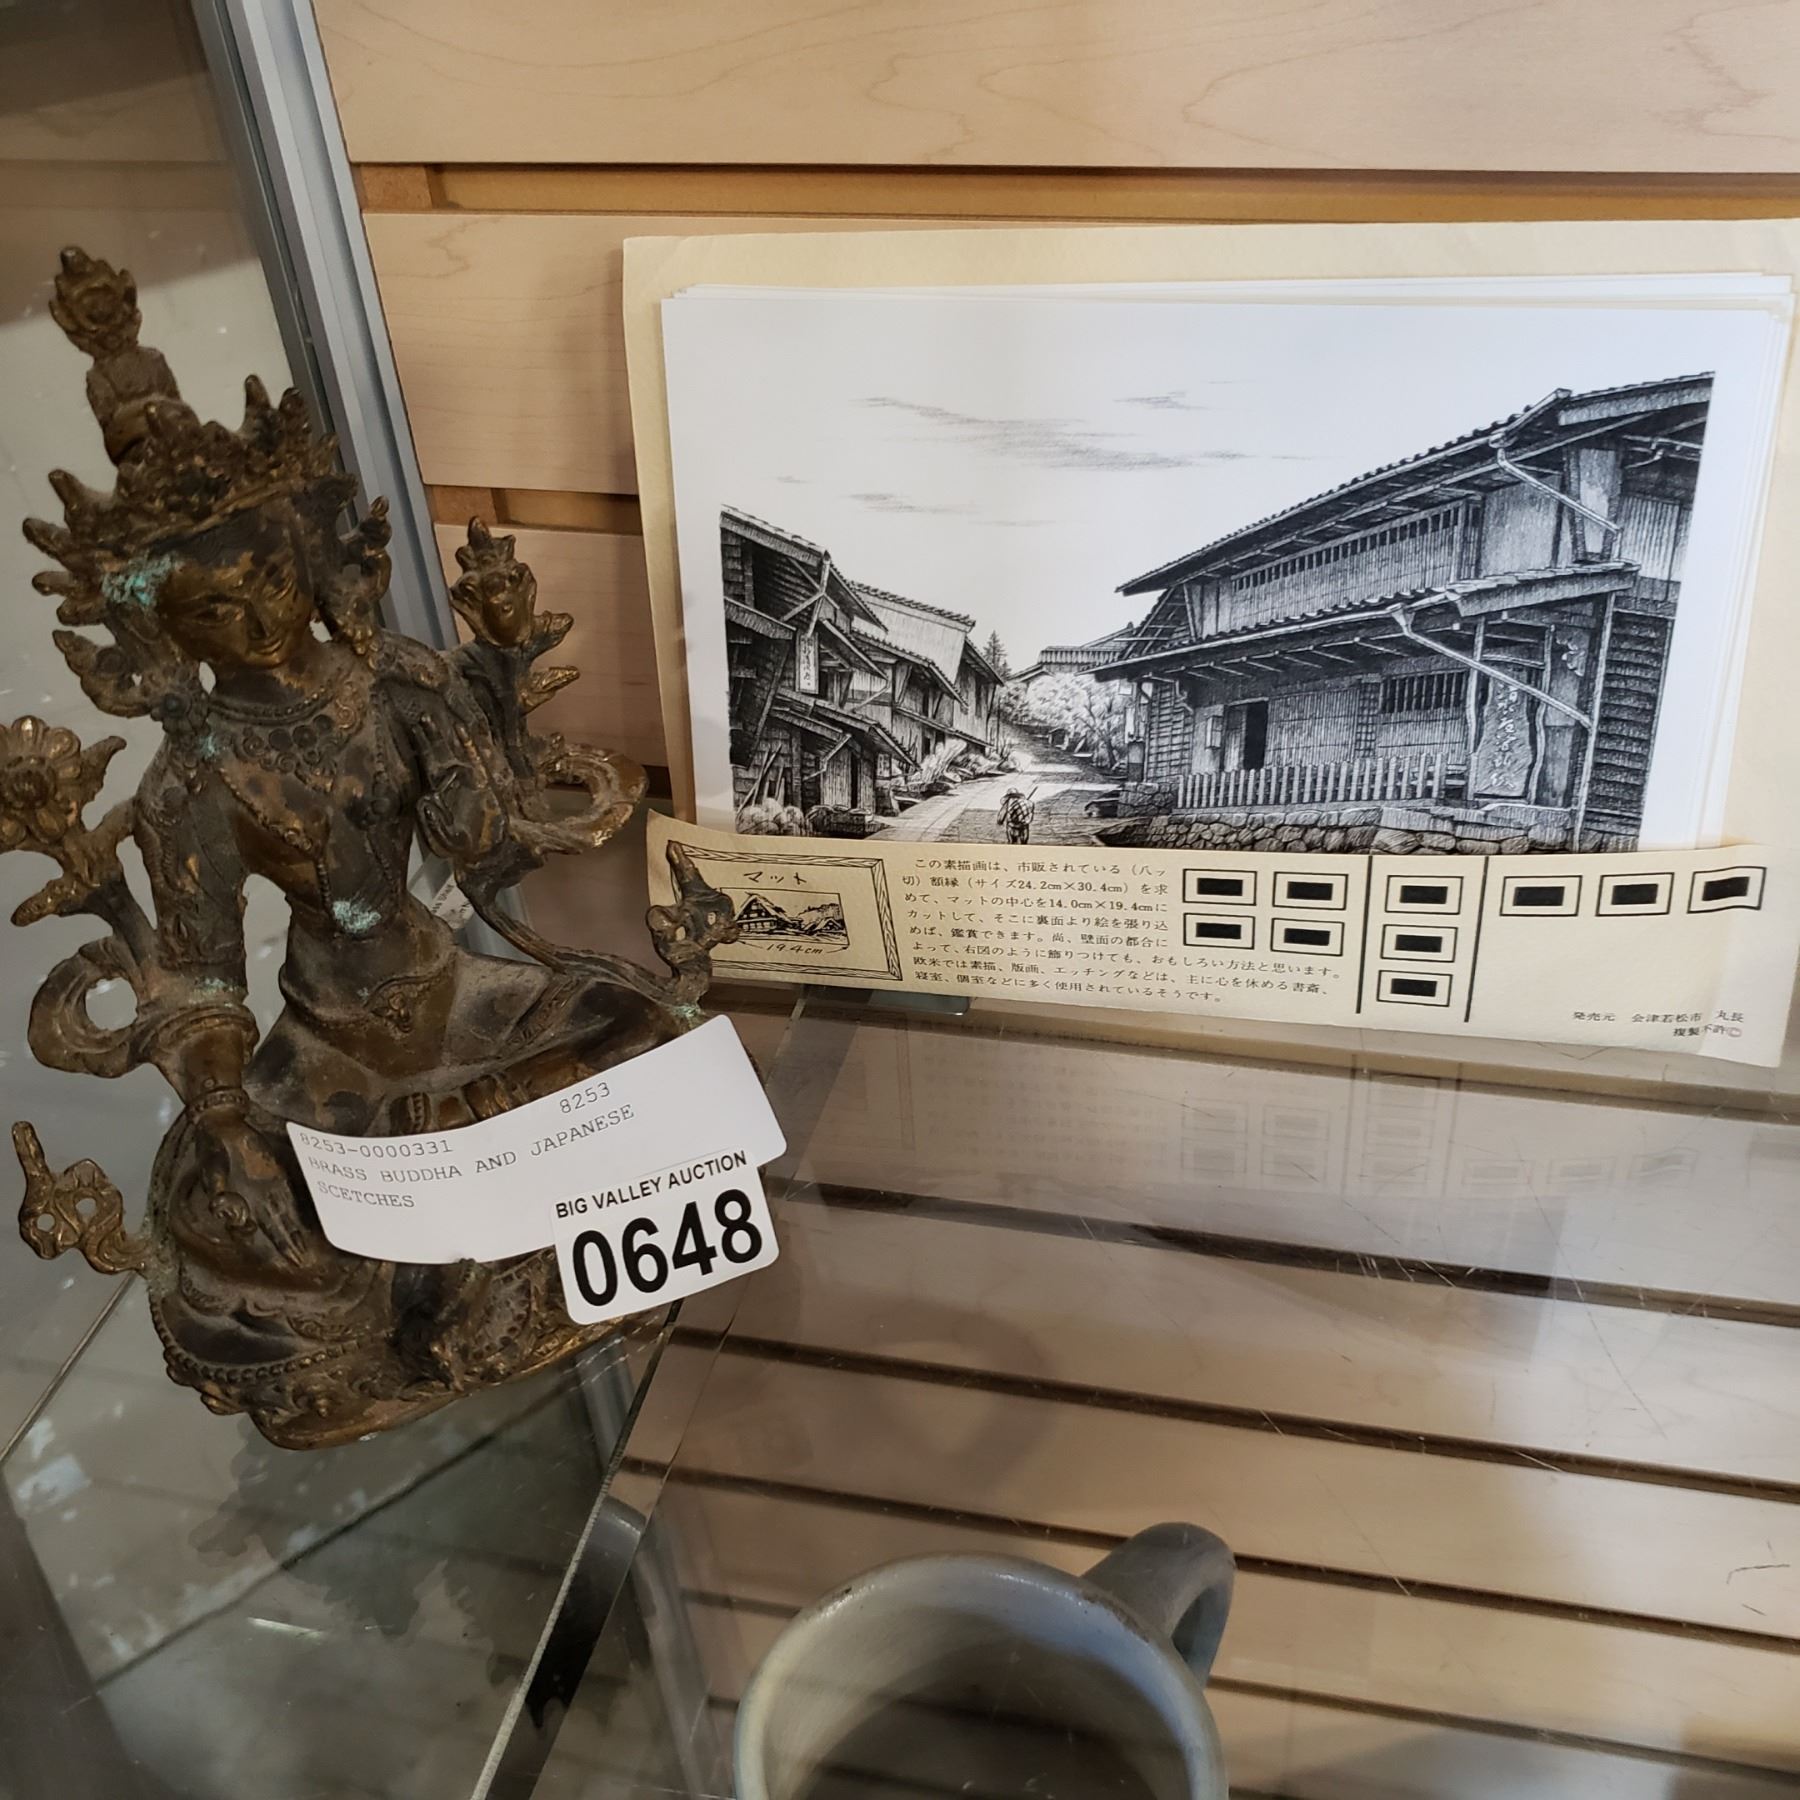 マット
19.4cm
この素描画は、市販されている（八ッ
切）額縁（サイズ24.2cm×30.4cm）を求
めて、マットの中心を14.0cm×19.4cmに
カットして、そこに裏面より絵を張り込
めば、鑑賞できます。尚、壁面の都合に
よって、右図のように飾りつけても、おもしろい方法と思います。
欧米では素描、版画、エッチングなどは、主に心を休める書斎、
寝室、個室などに多く使用されているそうです。
発売元 会津若松市 丸長
複製不許©
8253
8253-0000331
BRASS BUDDHA AND JAPANESE
SCETCHES
BIG VALLEY AUCTION
0648